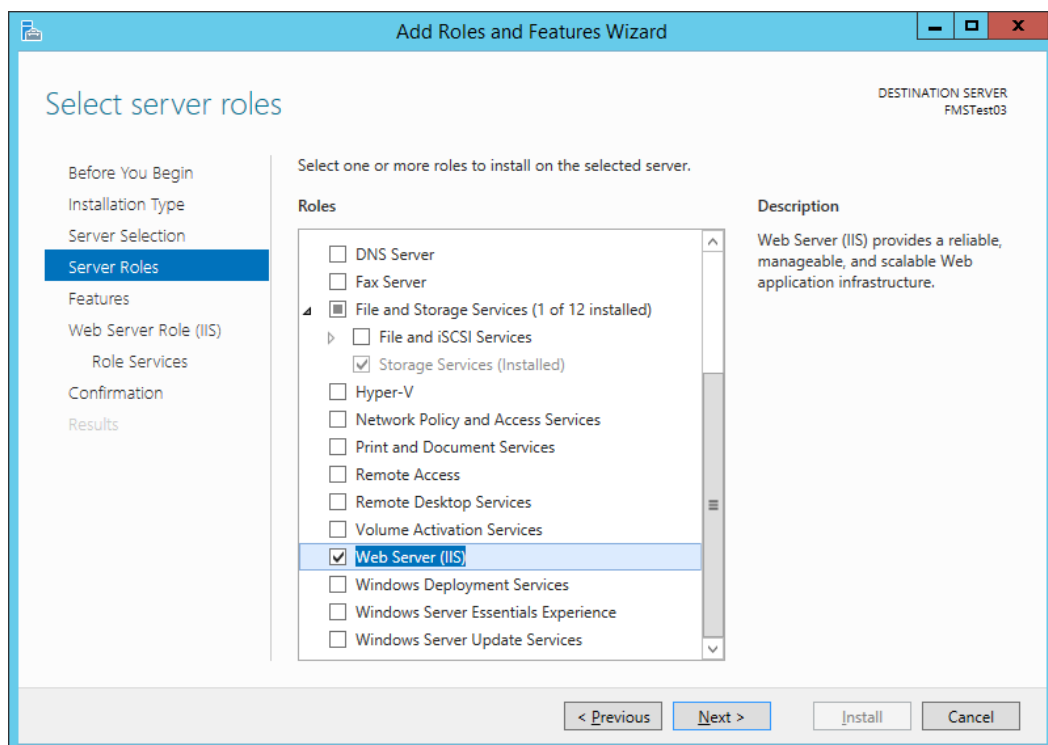 Add Roles and Features Wizard
Select server roles
DESTINATION SERVER
FMSTest03
Before You Begin
Installation Type
Server Selection
Server Roles
Features
Web Server Role (IIS)
Role Services
Confirmation
Results
Select one or more roles to install on the selected server.
Roles
DNS Server
Fax Server
File and Storage Services (1 of 12 installed)
File and iSCSI Services
Storage Services (Installed)
Hyper-V
Network Policy and Access Services
Print and Document Services
Remote Access
Remote Desktop Services
Volume Activation Services
Web Server (IIS)
Windows Deployment Services
Windows Server Essentials Experience
Windows Server Update Services
Description
Web Server (IIS) provides a reliable,
manageable, and scalable Web
application infrastructure.
< Previous
Next >
Install
Cancel